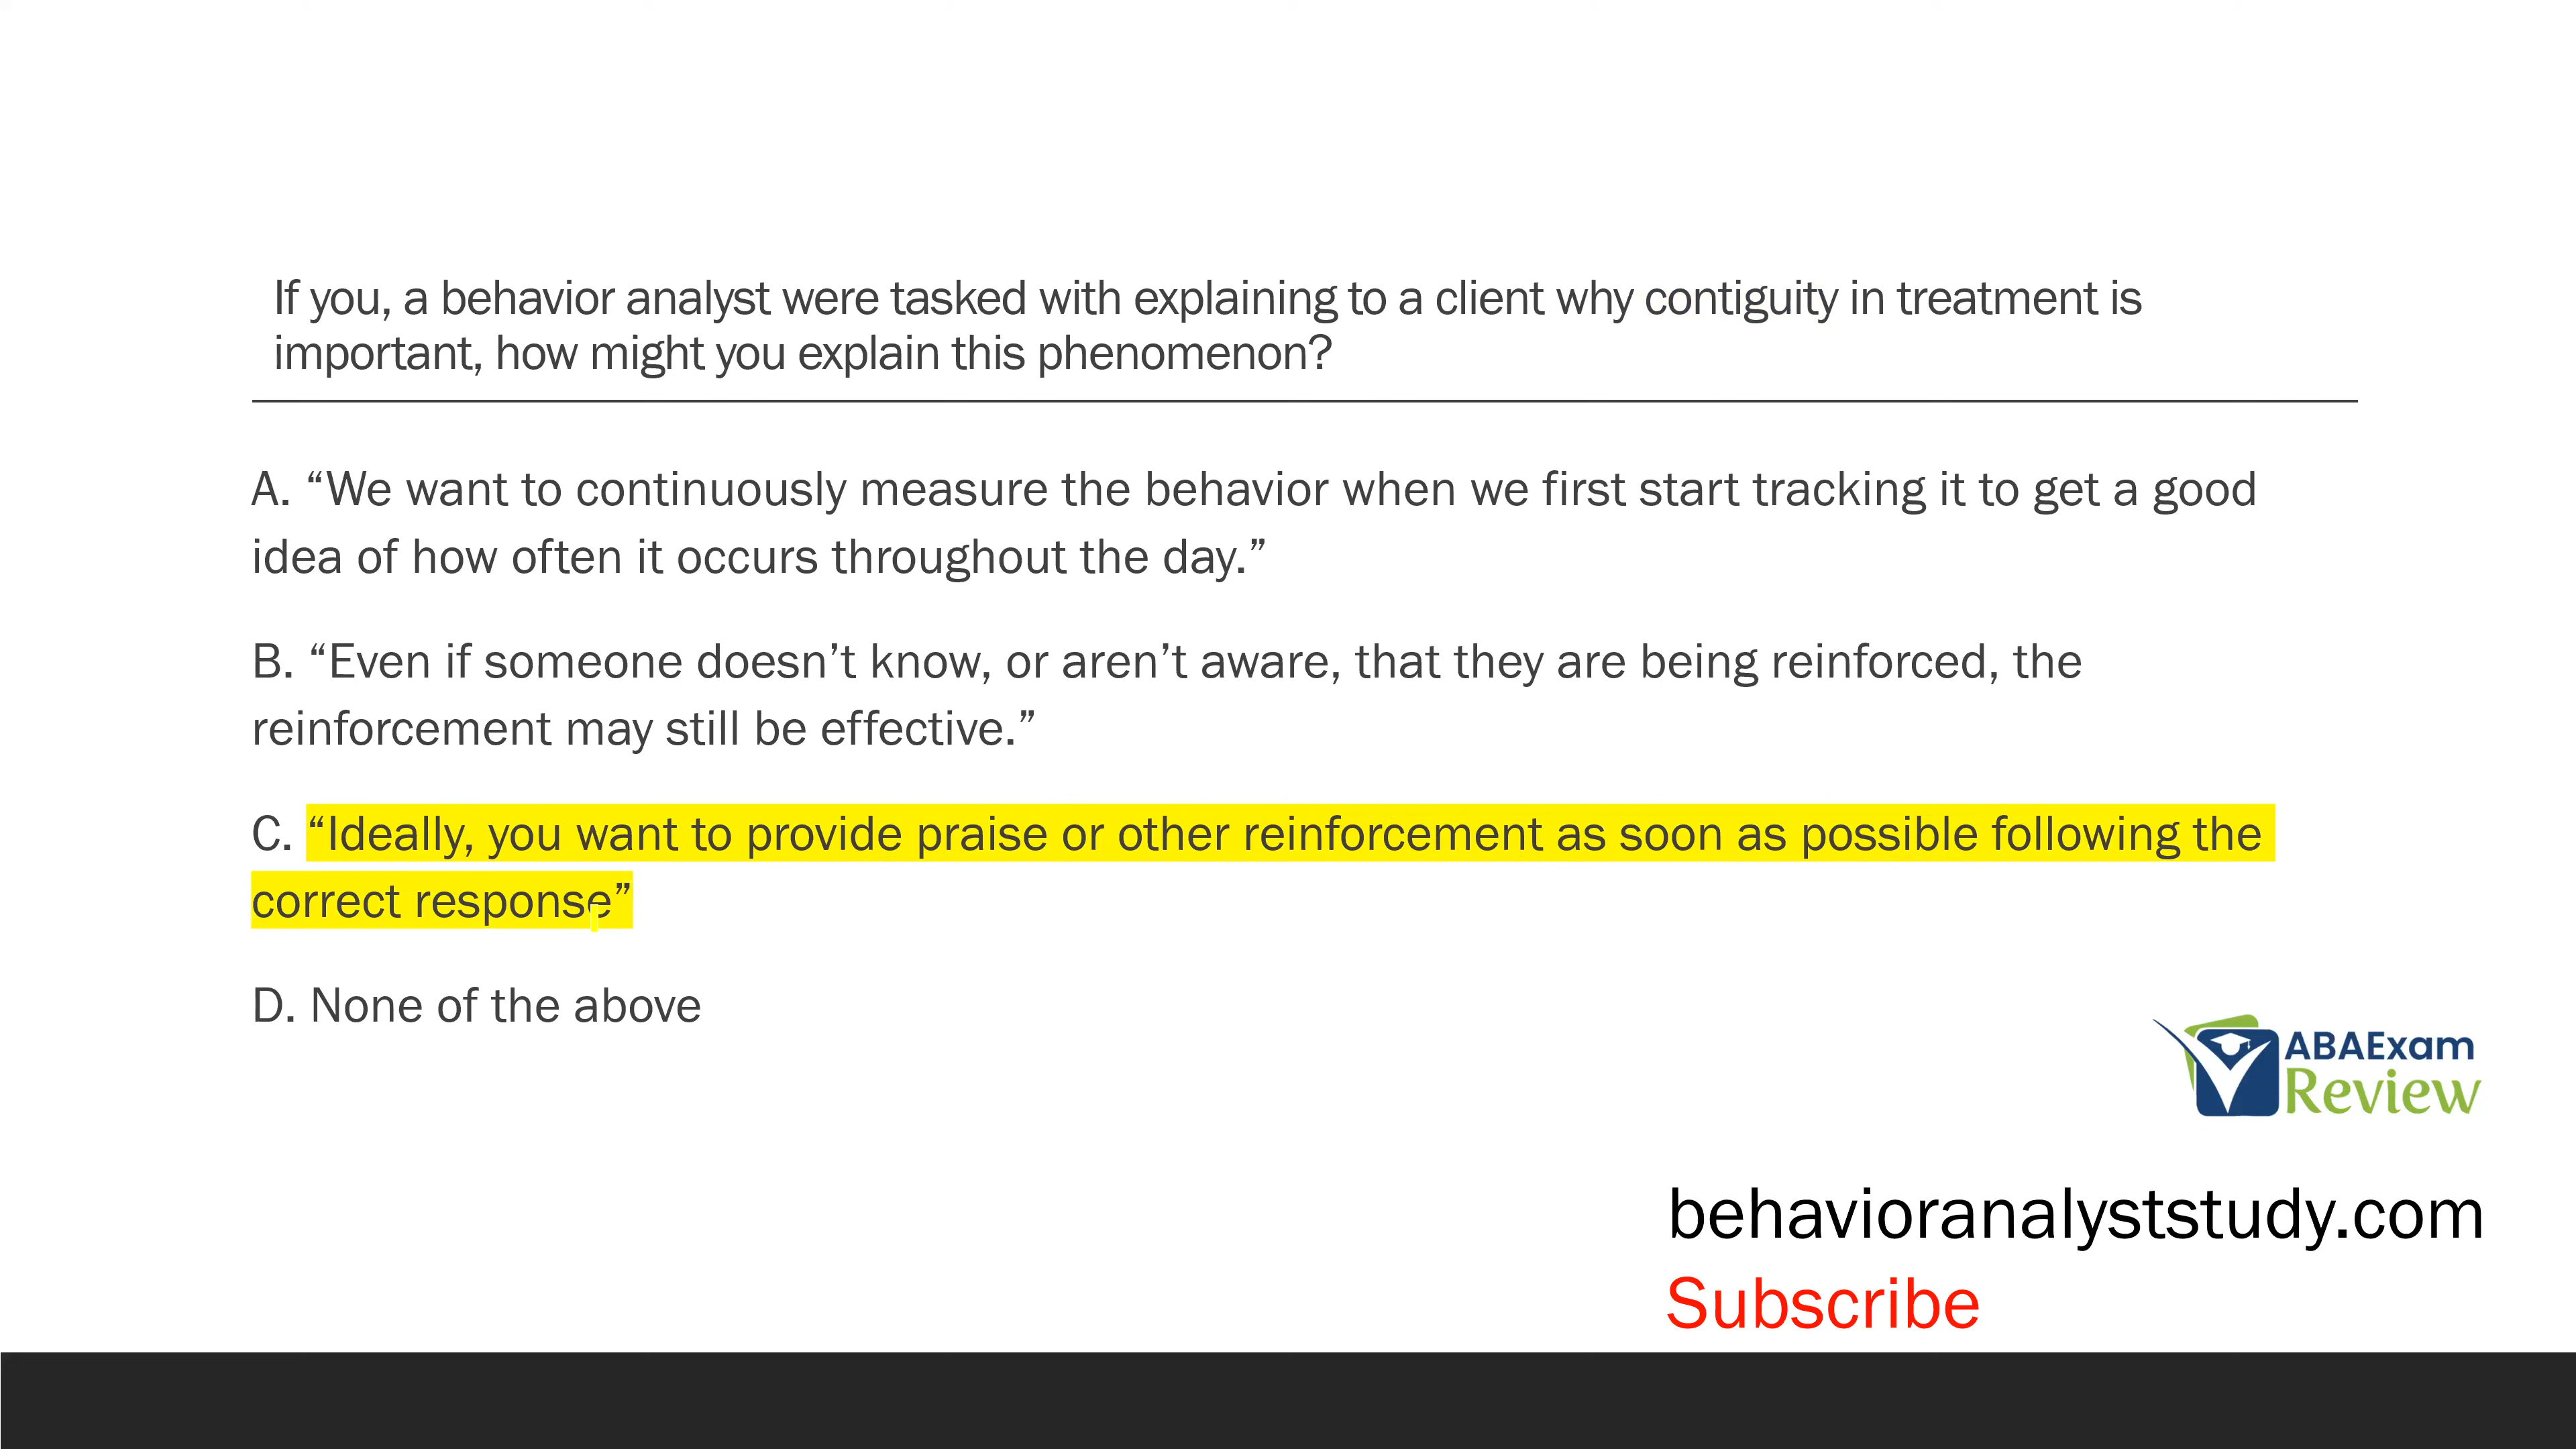 If you, a behavior analyst were tasked with explaining to a client why contiguity in treatment is
important, how might you explain this phenomenon?
A. “We want to continuously measure the behavior when we first start tracking it to get a good
idea of how often it occurs throughout the day.”
B. “Even if someone doesn’t know, or aren’t aware, that they are being reinforced, the
reinforcement may still be effective.”
C. “Ideally, you want to provide praise or other reinforcement as soon as possible following the
correct response”
D. None of the above
ABAExam
Review
behavioranalyststudy.com
Subscribe